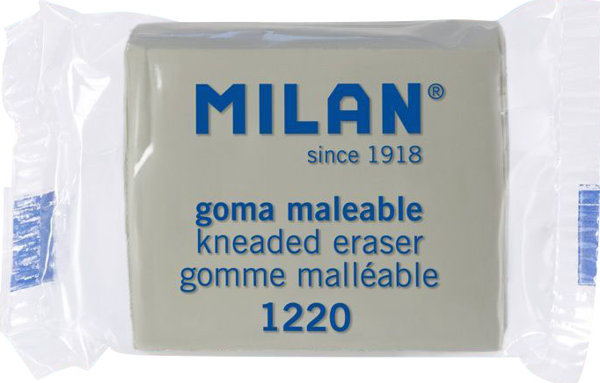 MILAN®
since 1918
goma maleable
kneaded eraser
gomme malléable
1220